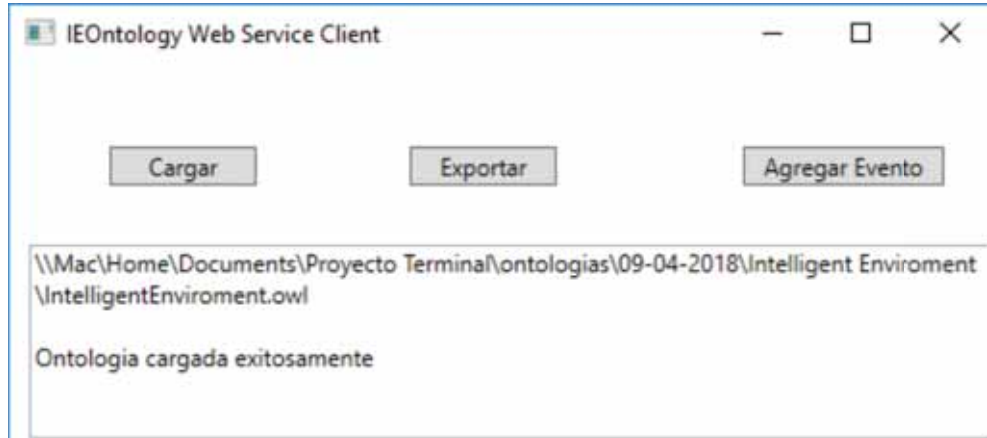 IEOntology Web Service Client
Cargar Exportar Agregar Evento
\\Mac\Home\Documents\Proyecto Terminal\ontologias\09-04-2018\Intelligent Enviroment
\IntelligentEnviroment.owl
Ontologia cargada exitosamente